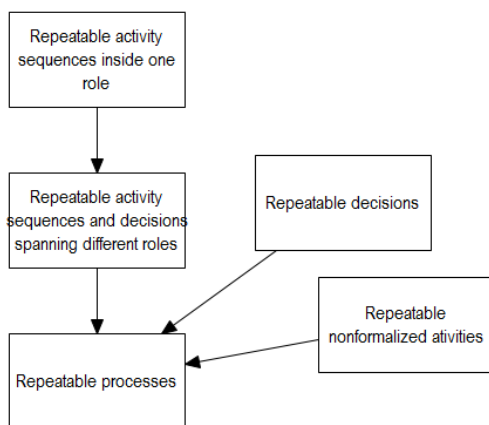 Repeatable activity
sequences inside one
role
Repeatable activity
sequences and decisions
spanning different roles
Repeatable decisions
Repeatable
nonformalized ativities
Repeatable processes